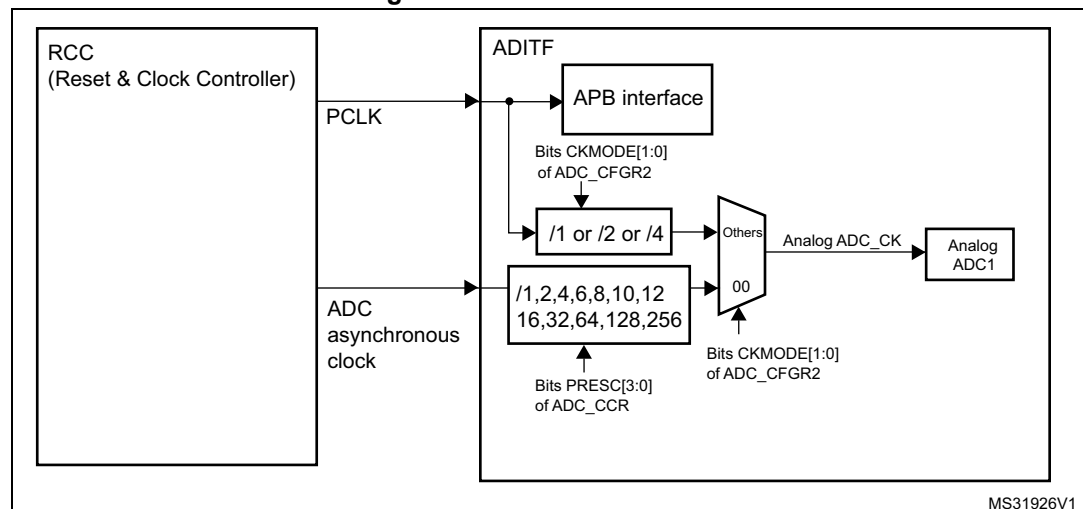 RCC
(Reset & Clock Controller)
PCLK
ADC
asynchronous
clock
ADITF
APB interface
Bits CKMODE[1:0]
of ADC_CFGR2
/1 or /2 or /4
/1,2,4,6,8,10,12
16,32,64,128,256
Bits PRESC[3:0]
of ADC_CCR
Others
00
Bits CKMODE[1:0]
of ADC_CFGR2
Analog ADC_CK
Analog
ADC1
MS31926V1